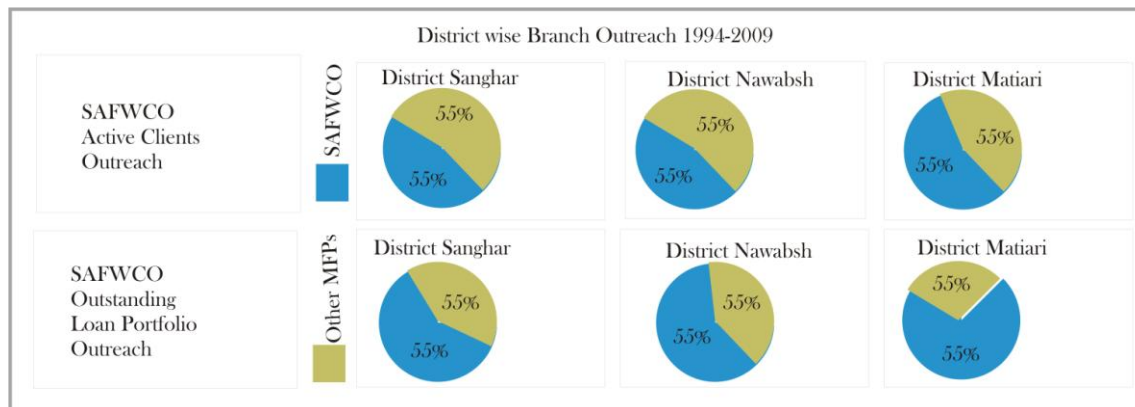 District wise Branch Outreach 1994-2009
SAFWCO
Active Clients
Outreach
SAFWCO
District Sanghar
55%
55%
District Nawabsh
55%
55%
District Matiari
55%
55%
SAFWCO
Outstanding
Loan Portfolio
Outreach
Other MFPs
District Sanghar
55%
55%
District Nawabsh
55%
55%
District Matiari
55%
55%